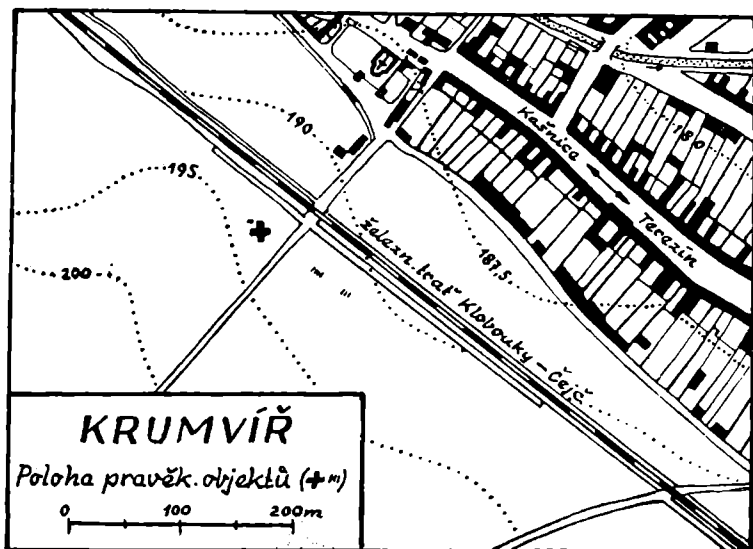 190
195
200
180
187,5
Kašnice
Terezín
železn. trať Klobouky – Čejč
KRUMVÍŘ
Poloha pravěk. objektů (+ ııı)
0 100 200m